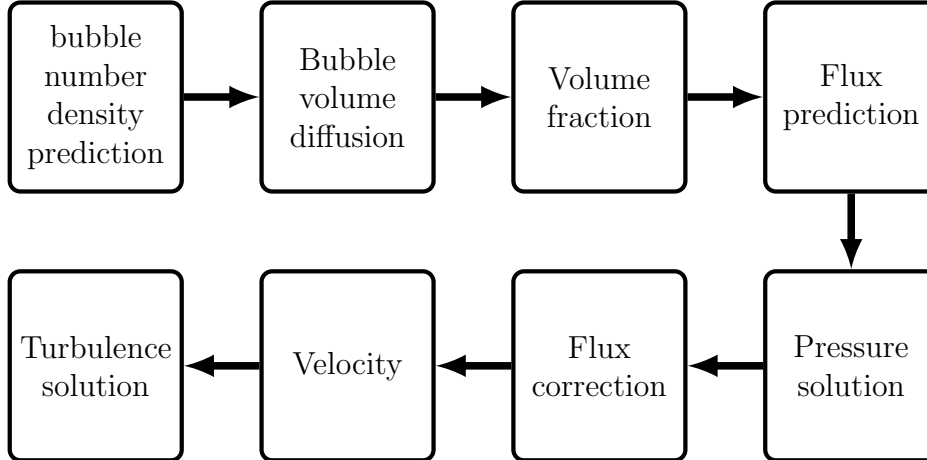 bubble
number
density
prediction
Bubble
volume
diffusion
Volume
fraction
Flux
prediction
Pressure
solution
Flux
correction
Velocity
Turbulence
solution